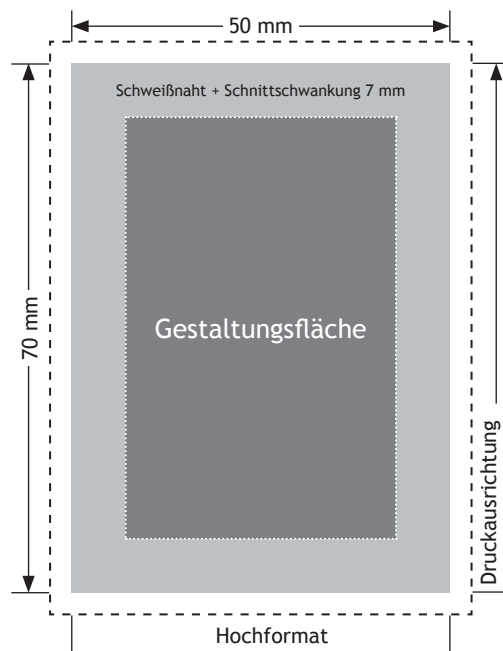 50 mm
Schweißnaht + Schnittschwankung 7 mm
Gestaltungsfläche
70 mm
Druckausrichtung
Hochformat